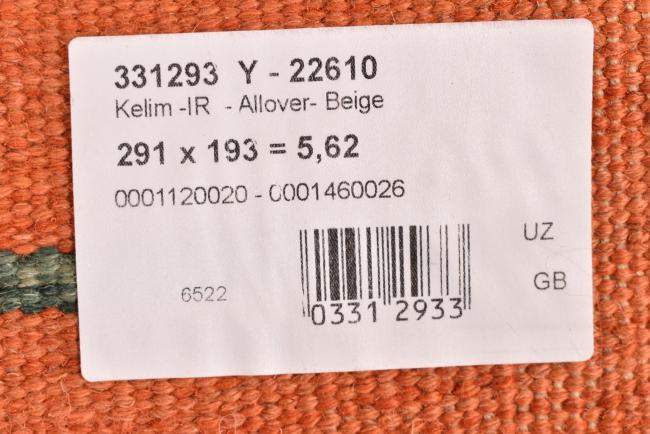 331293 Y - 22610
Kelim -IR - Allover- Beige
291 x 193 = 5,62
0001120020 - 0001460026
UZ
6522
GB
0331 2933